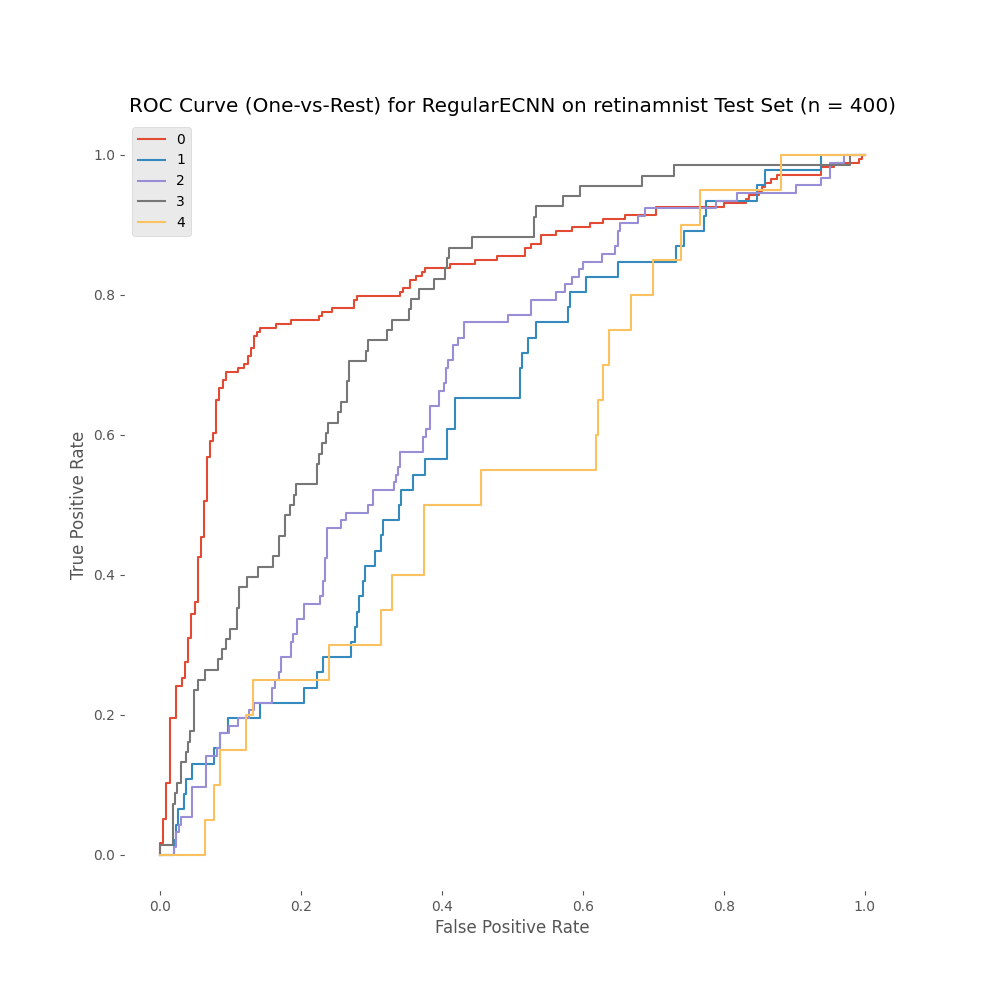 ROC Curve (One-vs-Rest) for RegularECNN on retinamnist Test Set (n = 400)
0
1
2
3
4
1.0
0.8
0.6
0.4
0.2
0.0
True Positive Rate
0.0 0.2 0.4 0.6 0.8 1.0
False Positive Rate